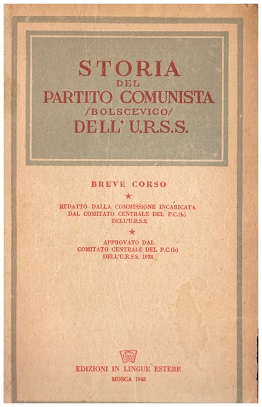 STORIA
DEL
PARTITO COMUNISTA
/BOLSCEVICO/
DELL' U.R.S.S.
BREVE CORSO
REDATTO DALLA COMMISSIONE INCARICATA
DAL COMITATO CENTRALE DEL P.C.(b)
DELL'U.R.S.S.
APPROVATO DAL
COMITATO CENTRALE DEL P.C.(b)
DELL'U.R.S.S. 1938
EDIZIONI IN LINGUE ESTERE
MOSCA 1948